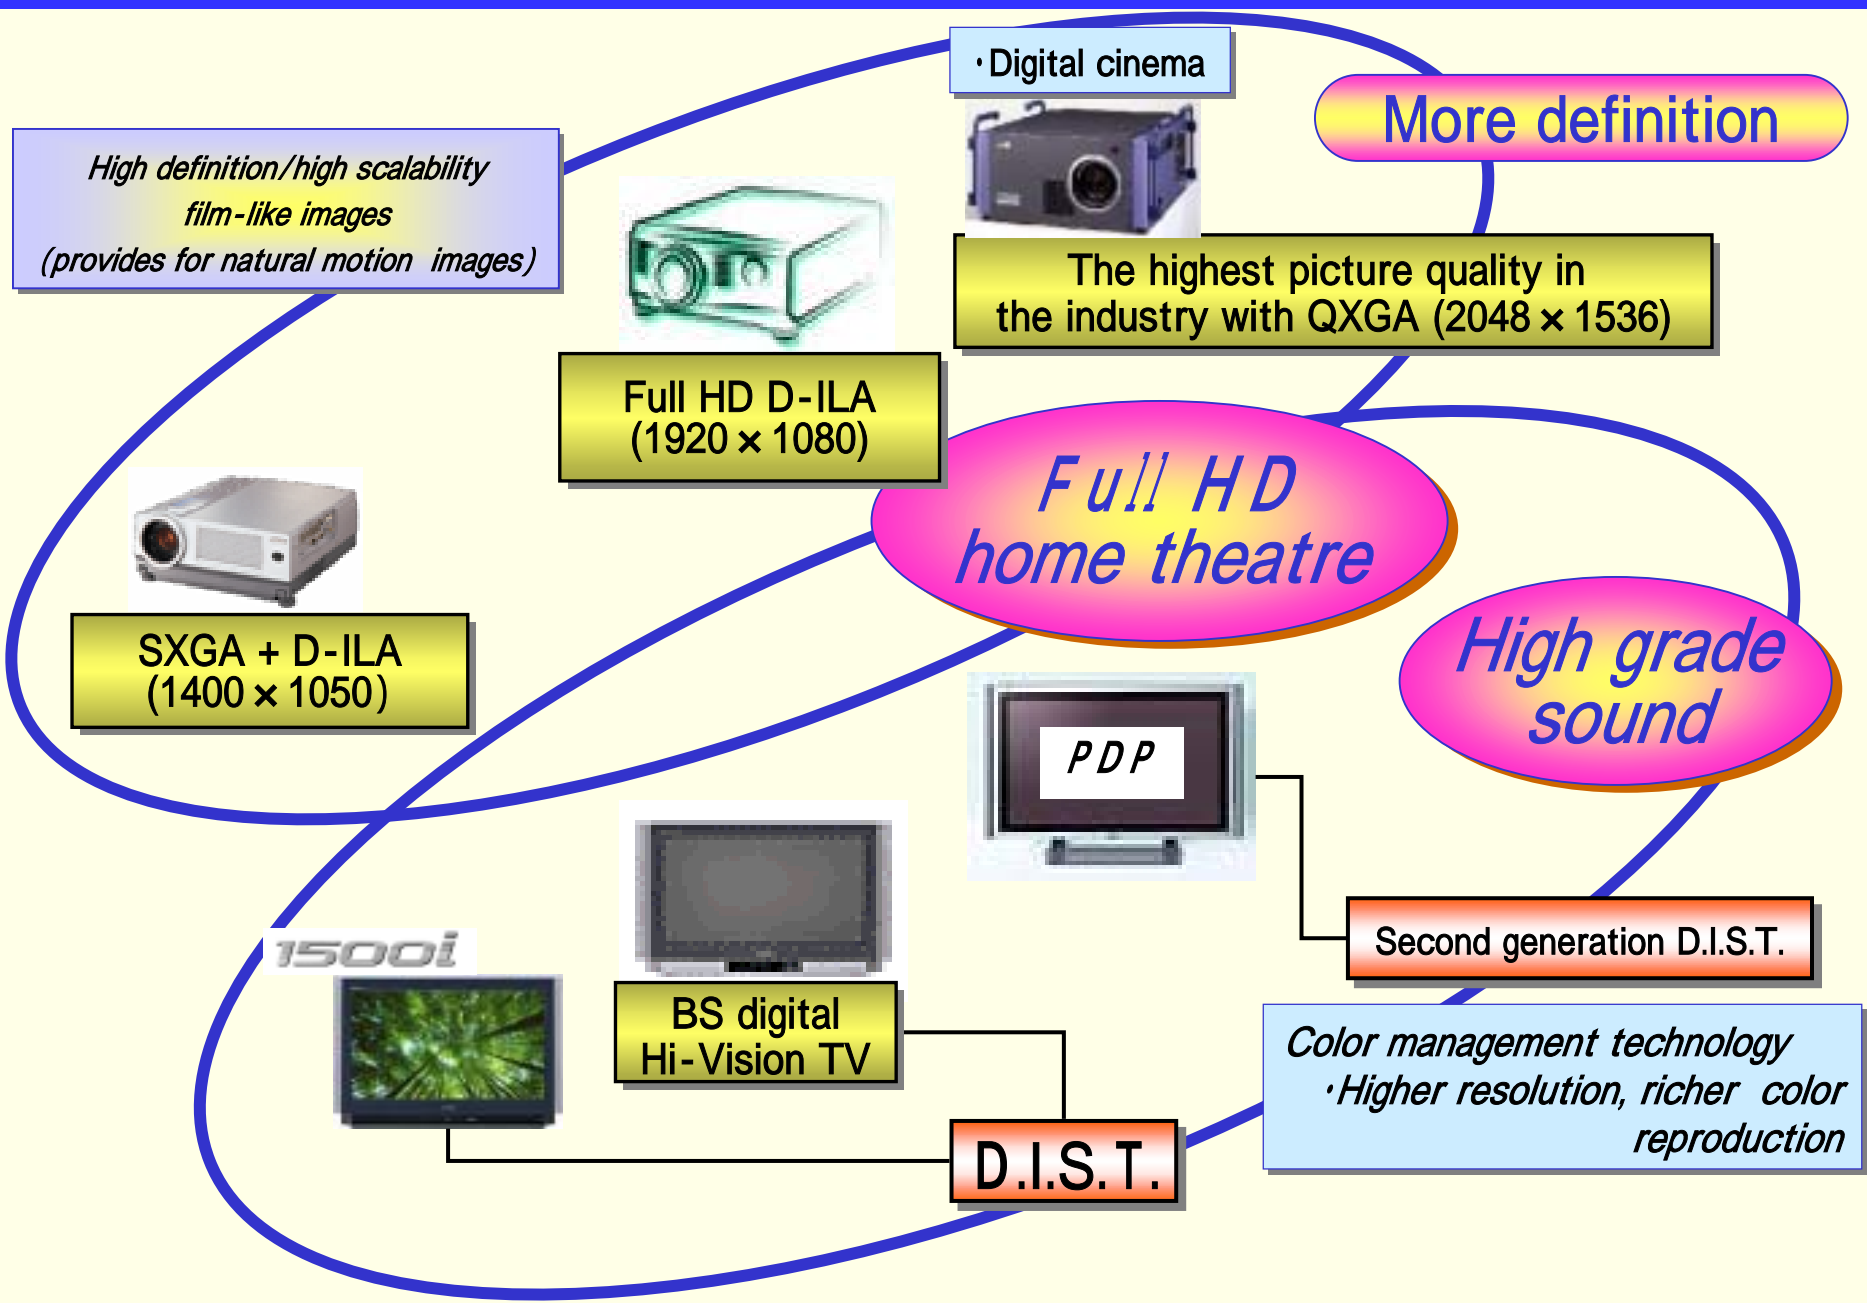 ・Digital cinema
More definition
High definition/high scalability
film-like images
(provides for natural motion images)
The highest picture quality in
the industry with QXGA (2048×1536)
Full HD D-ILA
(1920×1080)
Full HD
home theatre
SXGA + D-ILA
(1400×1050)
High grade
sound
PDP
1500i
Second generation D.I.S.T.
BS digital
Hi-Vision TV
Color management technology
・Higher resolution, richer color
reproduction
D.I.S.T.